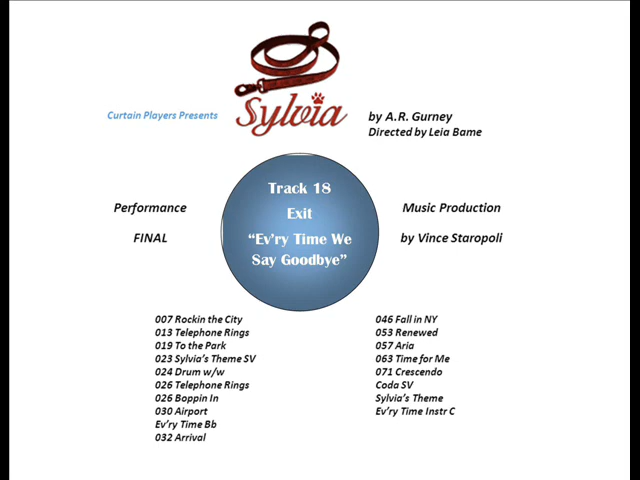 Curtain Players Presents
Sylvia
by A.R. Gurney
Directed by Leia Bame
Performance
FINAL
Track 18
Exit
“Ev'ry Time We
Say Goodbye”
Music Production
by Vince Staropoli
007 Rockin the City
013 Telephone Rings
019 To the Park
023 Sylvia’s Theme SV
024 Drum w/w
026 Telephone Rings
026 Boppin In
030 Airport
Ev’ry Time Bb
032 Arrival
046 Fall in NY
053 Renewed
057 Aria
063 Time for Me
071 Crescendo
Coda SV
Sylvia’s Theme
Ev’ry Time Instr C